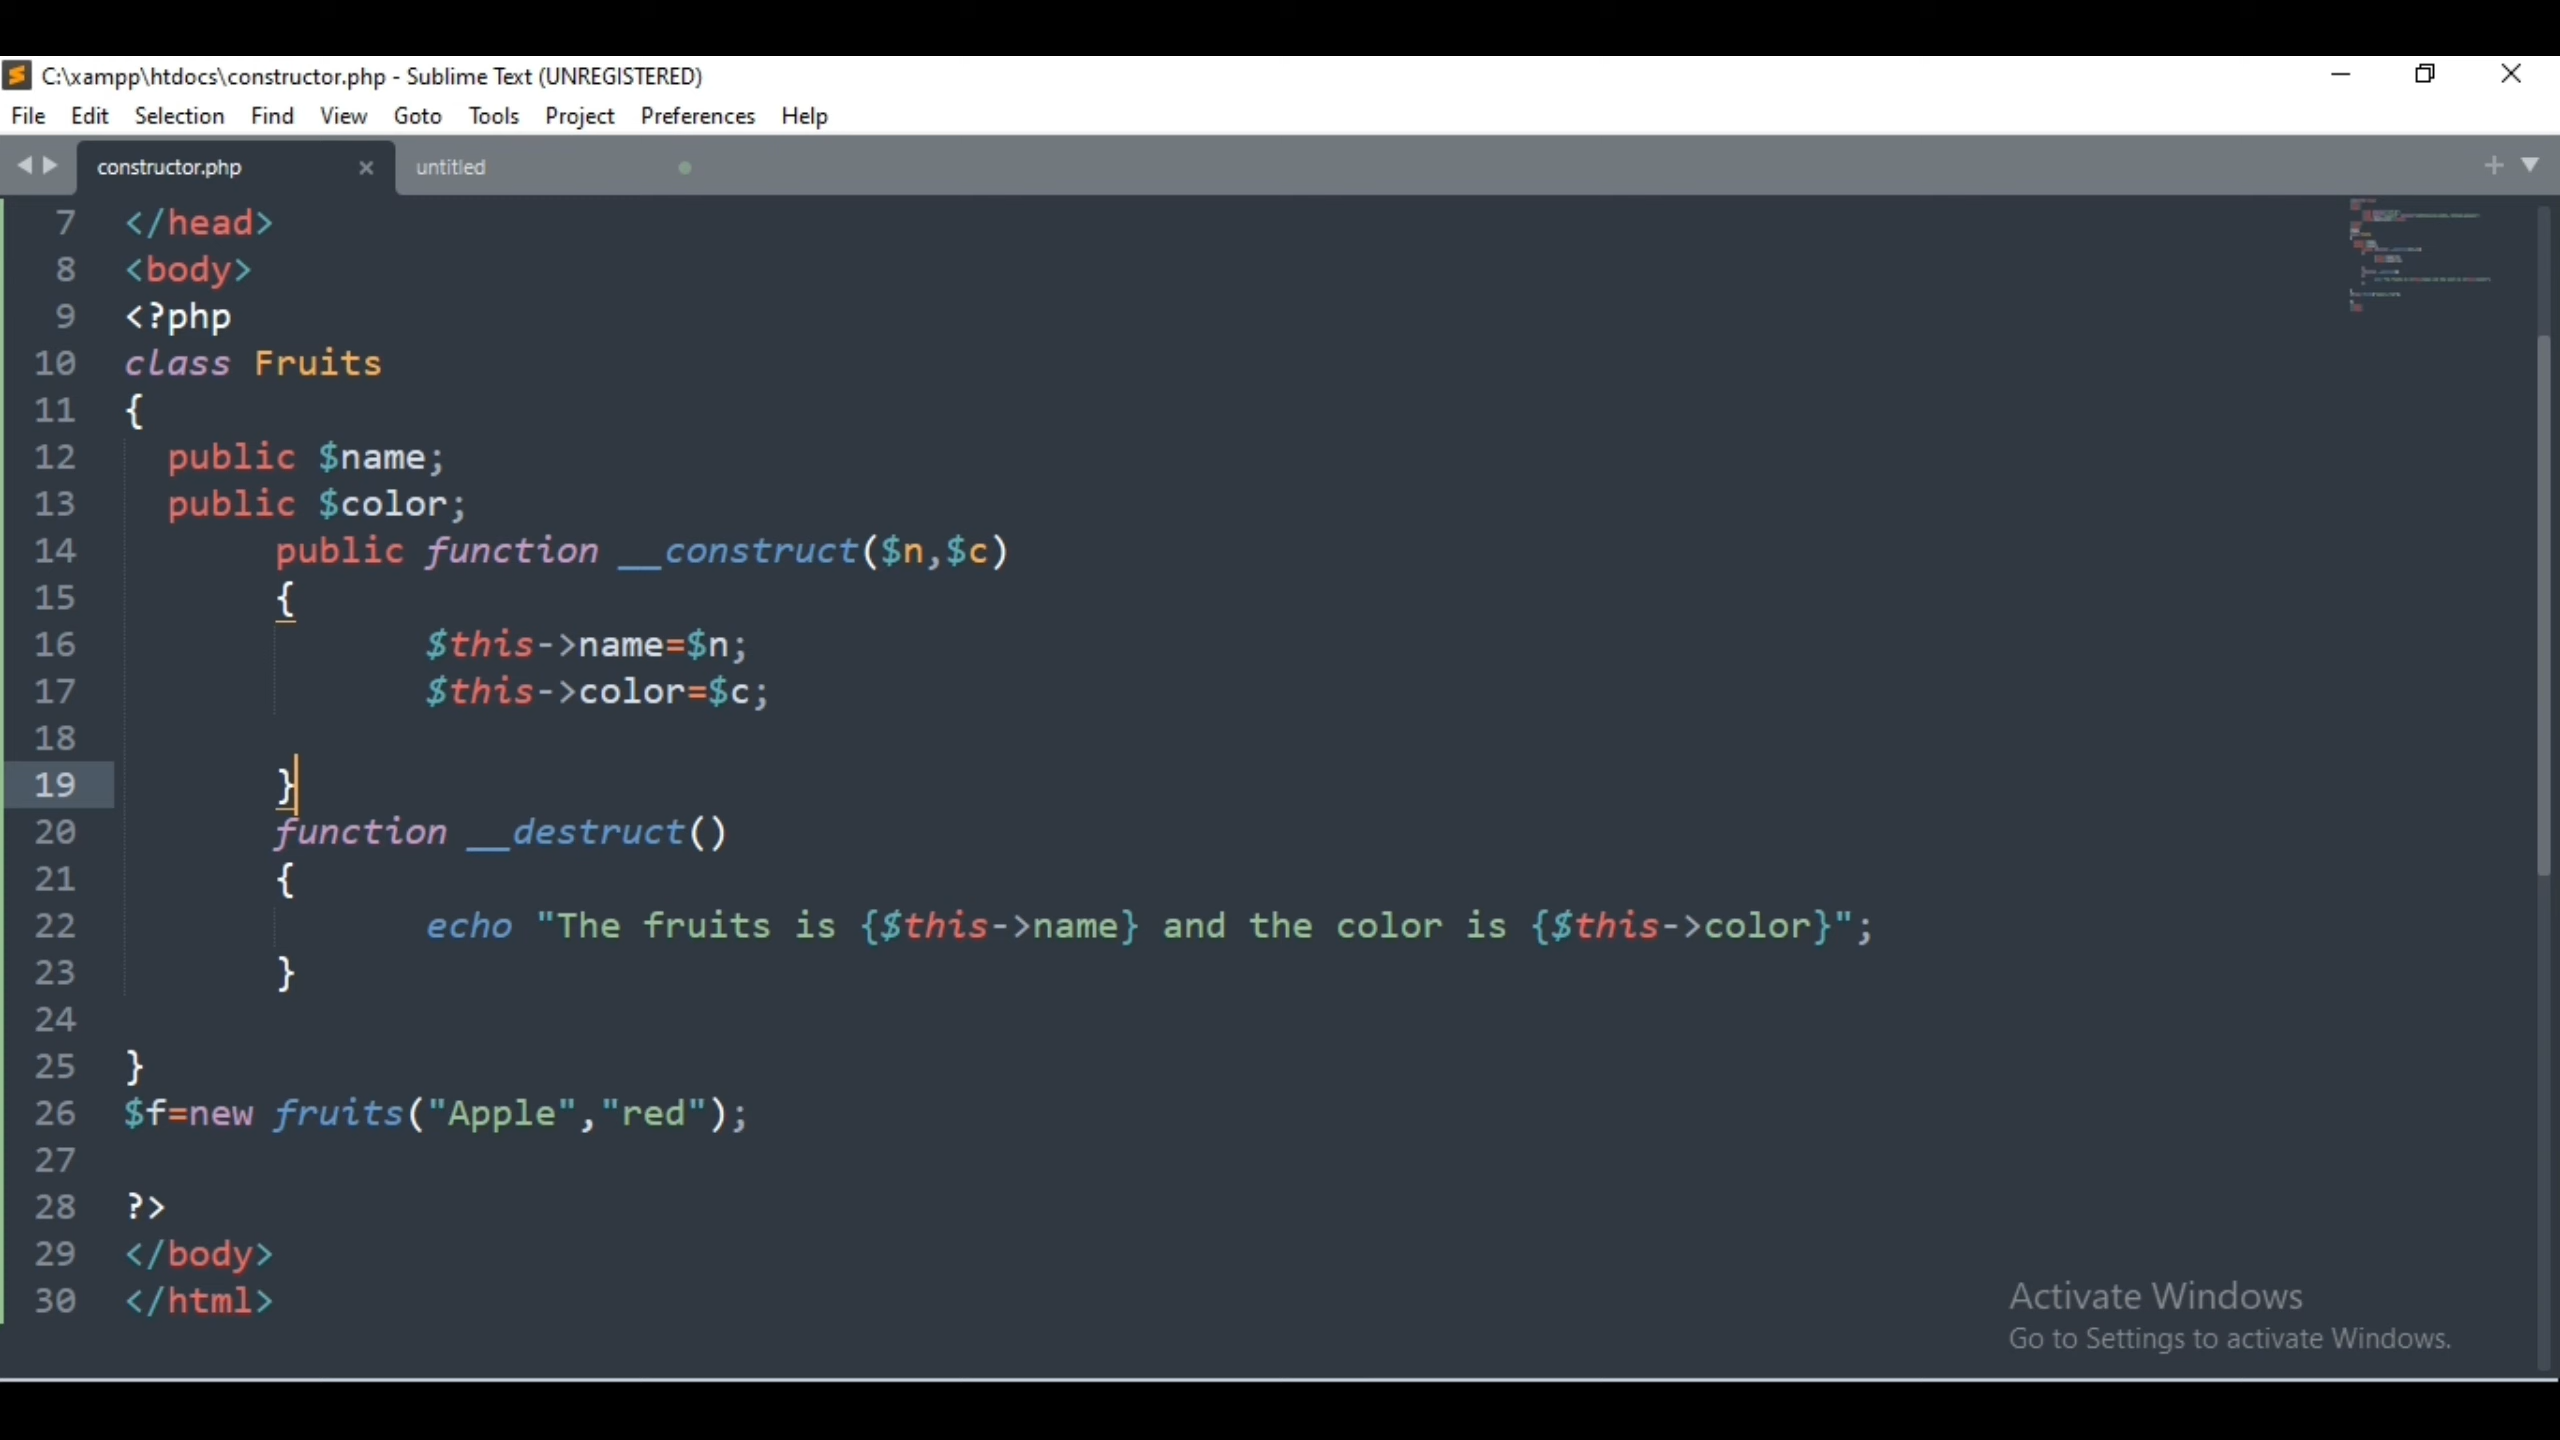 C:\xampp\htdocs\constructor.php - Sublime Text (UNREGISTERED)
File Edit Selection Find View Goto Tools Project Preferences Help
constructor.php untitled
7 </head>
8 <body>
9 <?php
10 class Fruits
11 {
12 public $name;
13 public $color;
14 public function __construct($n,$c)
15 {
16 $this->name=$n;
17 $this->color=$c;
18
19 }
20 function __destruct()
21 {
22 echo "The fruits is {$this->name} and the color is {$this->color}";
23 }
24
25 }
26 $f=new fruits("Apple","red");
27
28 ?>
29 </body>
30 </html>
Activate Windows
Go to Settings to activate Windows.